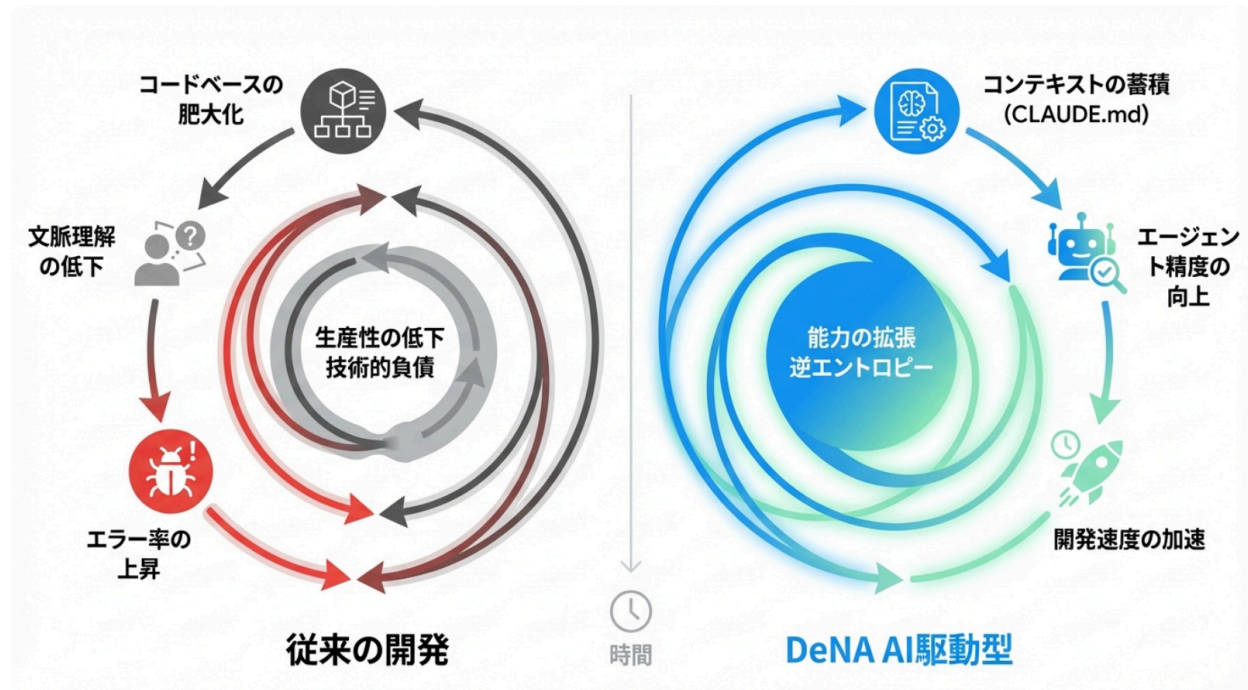 コードベースの
肥大化
文脈理解
の低下
エラー率の
上昇
生産性の低下
技術的負債
従来の開発
時間
コンテキストの蓄積
(CLAUDE.md)
エージェン
ト精度の
向上
開発速度の加速
能力の拡張
逆エントロピー
DeNA AI駆動型